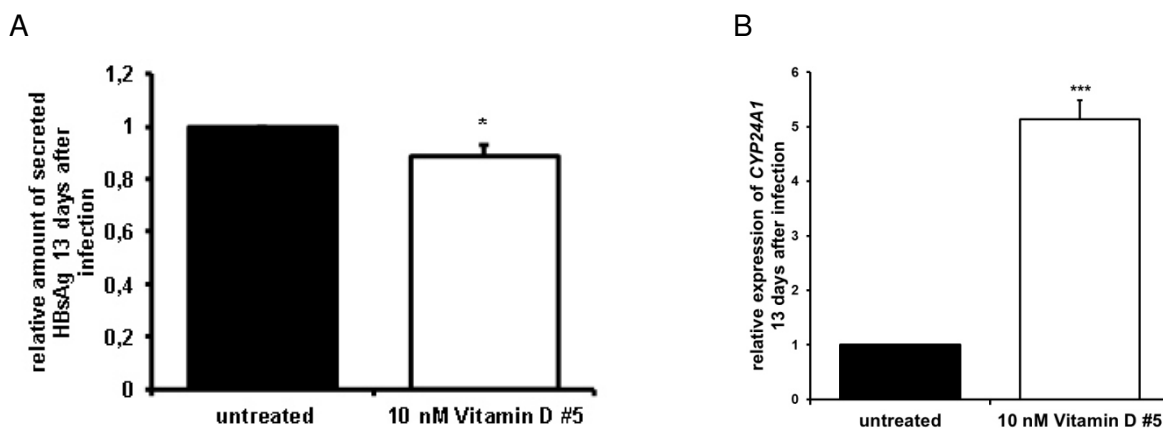 A
relative amount of secreted
HBsAg 13 days after
infection
1,2
1
0,8
0,6
0,4
0,2
0
*
untreated
10 nM Vitamin D #5
B
relative expression of CYP24A1
13 days after infection
6
5
4
3
2
1
0
***
untreated
10 nM Vitamin D #5